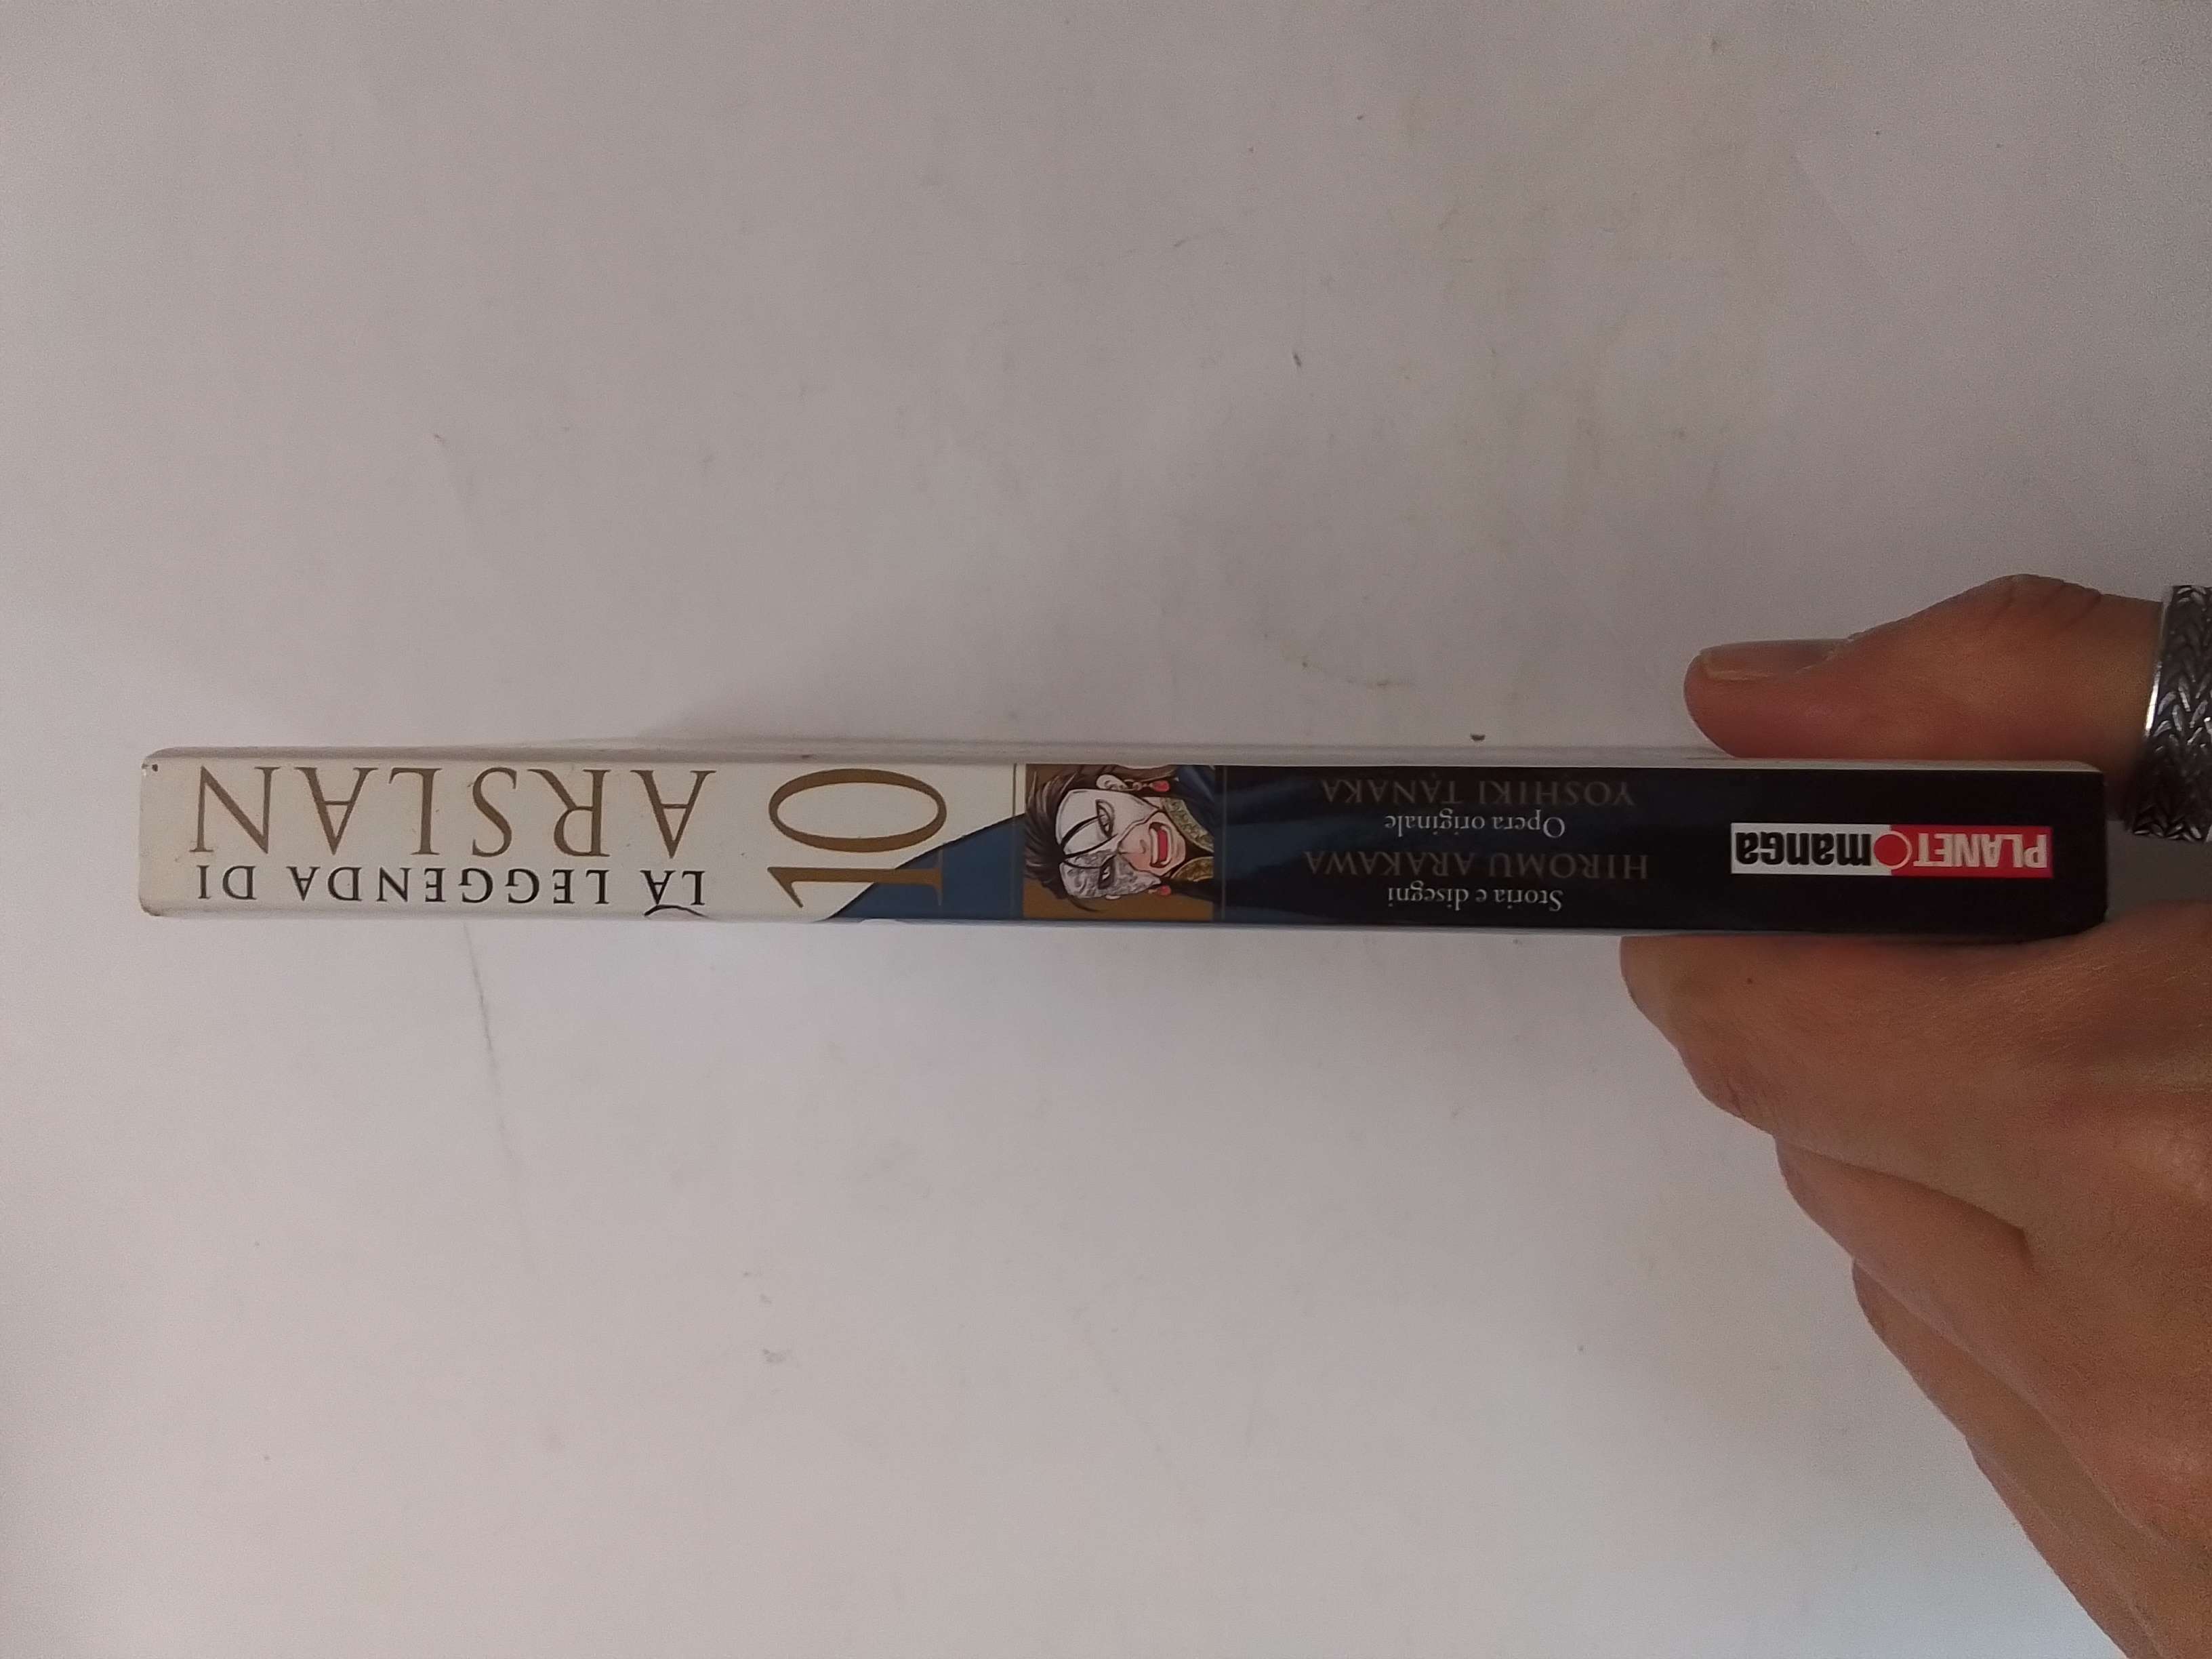 LA LEGGENDA DI
ARSLAN
10
Storia e disegni
HIROMU ARAKAWA
Opera originale
YOSHIKI TANAKA
PLANET manga